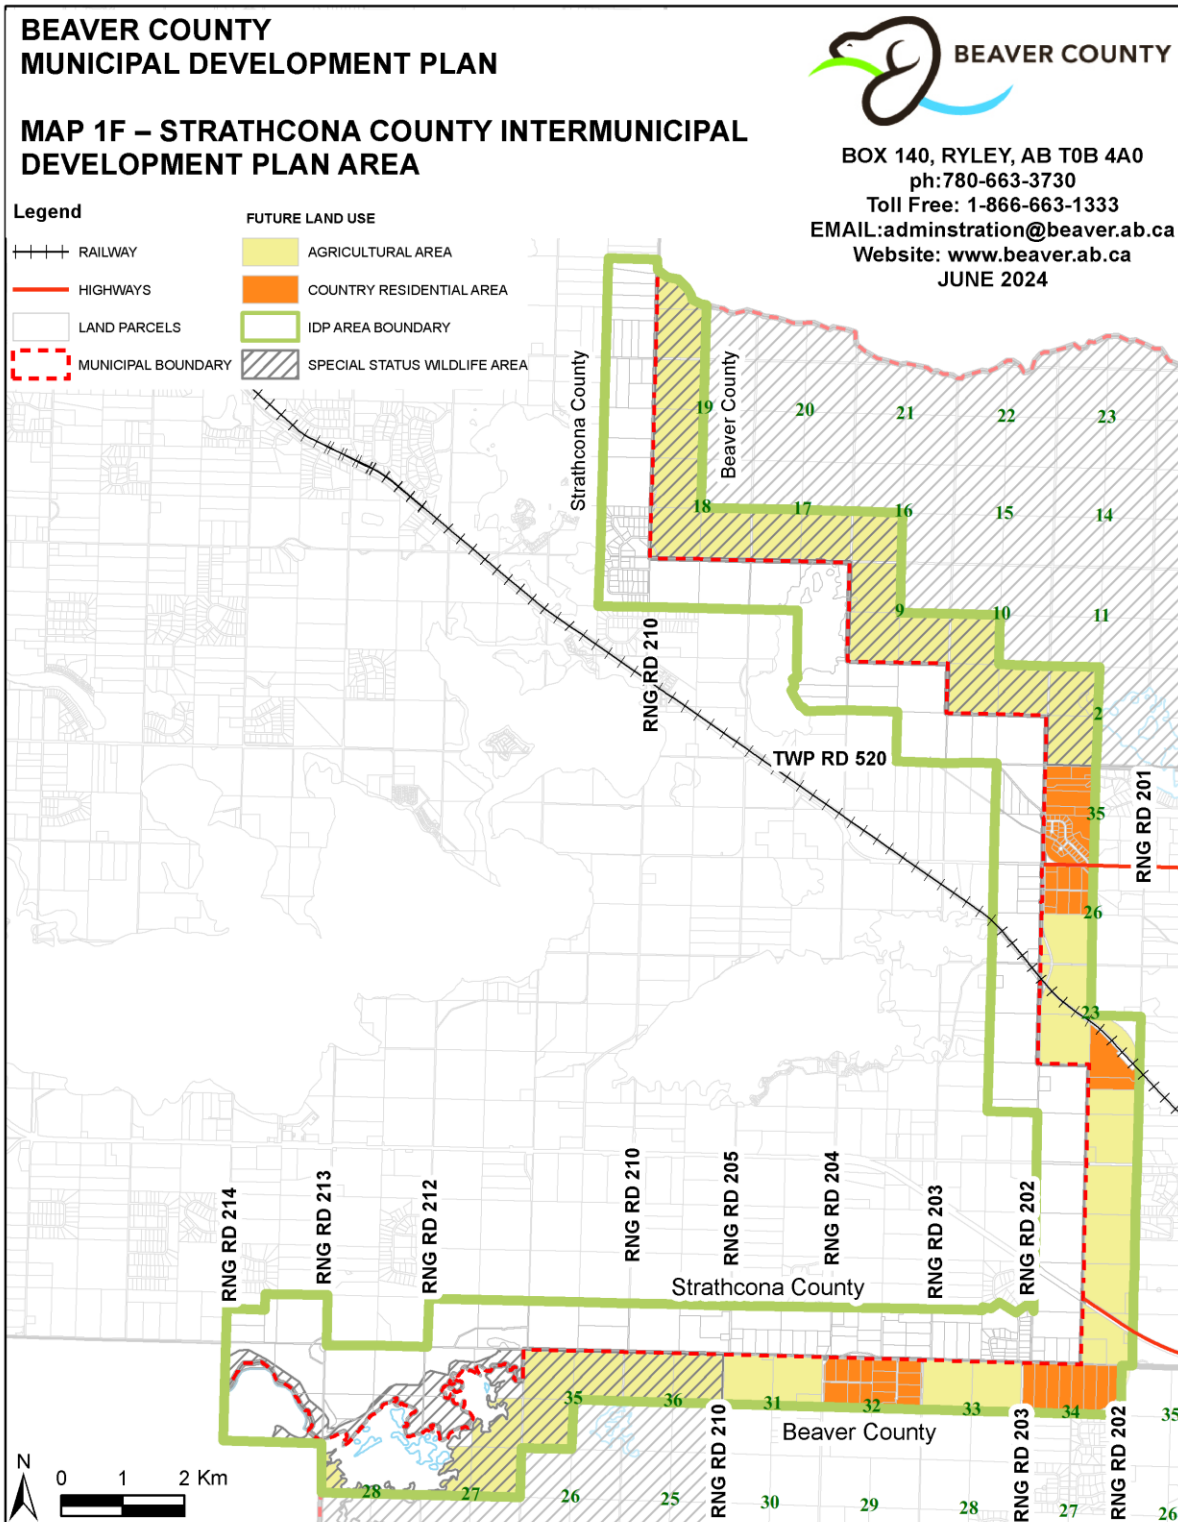 BEAVER COUNTY
MUNICIPAL DEVELOPMENT PLAN
MAP 1F – STRATHCONA COUNTY INTERMUNICIPAL
DEVELOPMENT PLAN AREA
BEAVER COUNTY
BOX 140, RYLEY, AB T0B 4A0
ph:780-663-3730
Toll Free: 1-866-663-1333
EMAIL:adminstration@beaver.ab.ca
Website: www.beaver.ab.ca
JUNE 2024
Legend
FUTURE LAND USE
RAILWAY
AGRICULTURAL AREA
HIGHWAYS
COUNTRY RESIDENTIAL AREA
LAND PARCELS
IDP AREA BOUNDARY
MUNICIPAL BOUNDARY
SPECIAL STATUS WILDLIFE AREA
Strathcona County
Beaver County
19 20 21 22 23
18 17 16 15 14
9 10 11
RNG RD 210
2
TWP RD 520
RNG RD 201
35
26
23
RNG RD 214
RNG RD 213
RNG RD 212
RNG RD 210
RNG RD 205
RNG RD 204
RNG RD 203
RNG RD 202
Strathcona County
35 36 31 32 33 34 35
Beaver County
RNG RD 210
RNG RD 203
RNG RD 202
28 27 26 25 30 29 28 27 26
N
0 1 2 Km